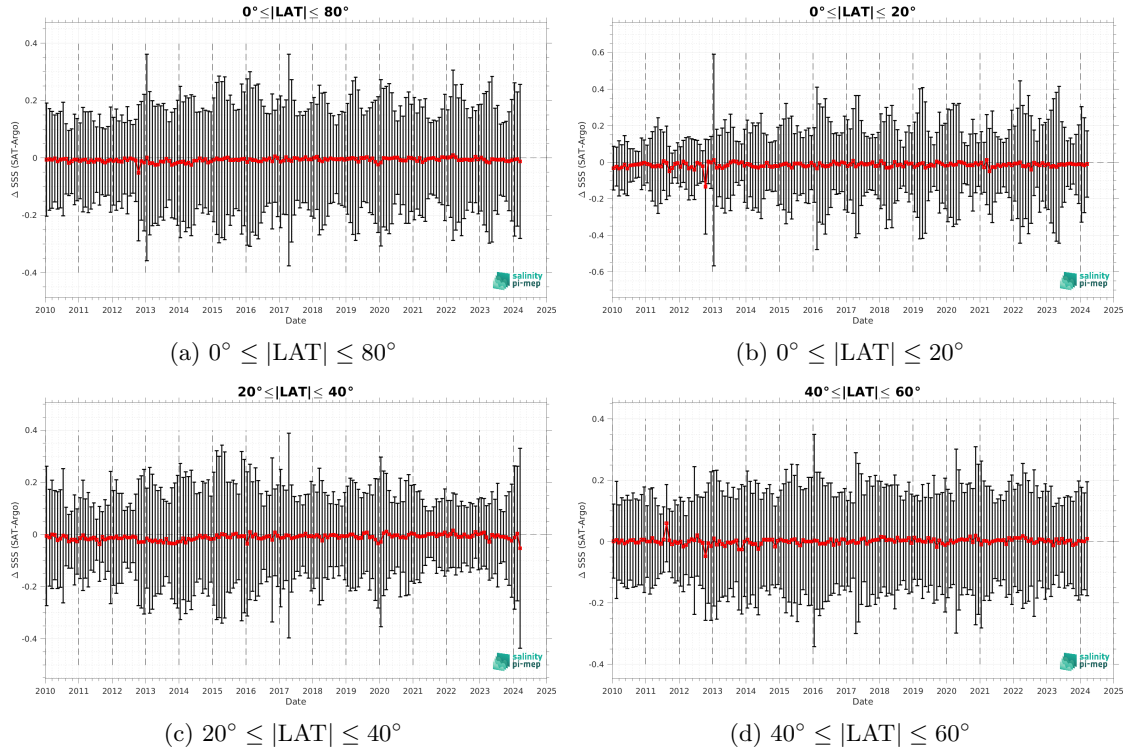 0°≤|LAT|≤ 80°
0.4
0.2
0
-0.2
-0.4
Δ SSS (SAT-Argo)
2010 2011 2012 2013 2014 2015 2016 2017 2018 2019 2020 2021 2022 2023 2024 2025
Date
salinity
pi-mep
(a) 0° ≤ |LAT| ≤ 80°
0°≤|LAT|≤ 20°
0.6
0.4
0.2
0
-0.2
-0.4
-0.6
Δ SSS (SAT-Argo)
2010 2011 2012 2013 2014 2015 2016 2017 2018 2019 2020 2021 2022 2023 2024 2025
Date
salinity
pi-mep
(b) 0° ≤ |LAT| ≤ 20°
20°≤|LAT|≤ 40°
0.4
0.2
0
-0.2
-0.4
Δ SSS (SAT-Argo)
2010 2011 2012 2013 2014 2015 2016 2017 2018 2019 2020 2021 2022 2023 2024 2025
Date
salinity
pi-mep
(c) 20° ≤ |LAT| ≤ 40°
40°≤|LAT|≤ 60°
0.4
0.2
0
-0.2
-0.4
Δ SSS (SAT-Argo)
2010 2011 2012 2013 2014 2015 2016 2017 2018 2019 2020 2021 2022 2023 2024 2025
Date
salinity
pi-mep
(d) 40° ≤ |LAT| ≤ 60°